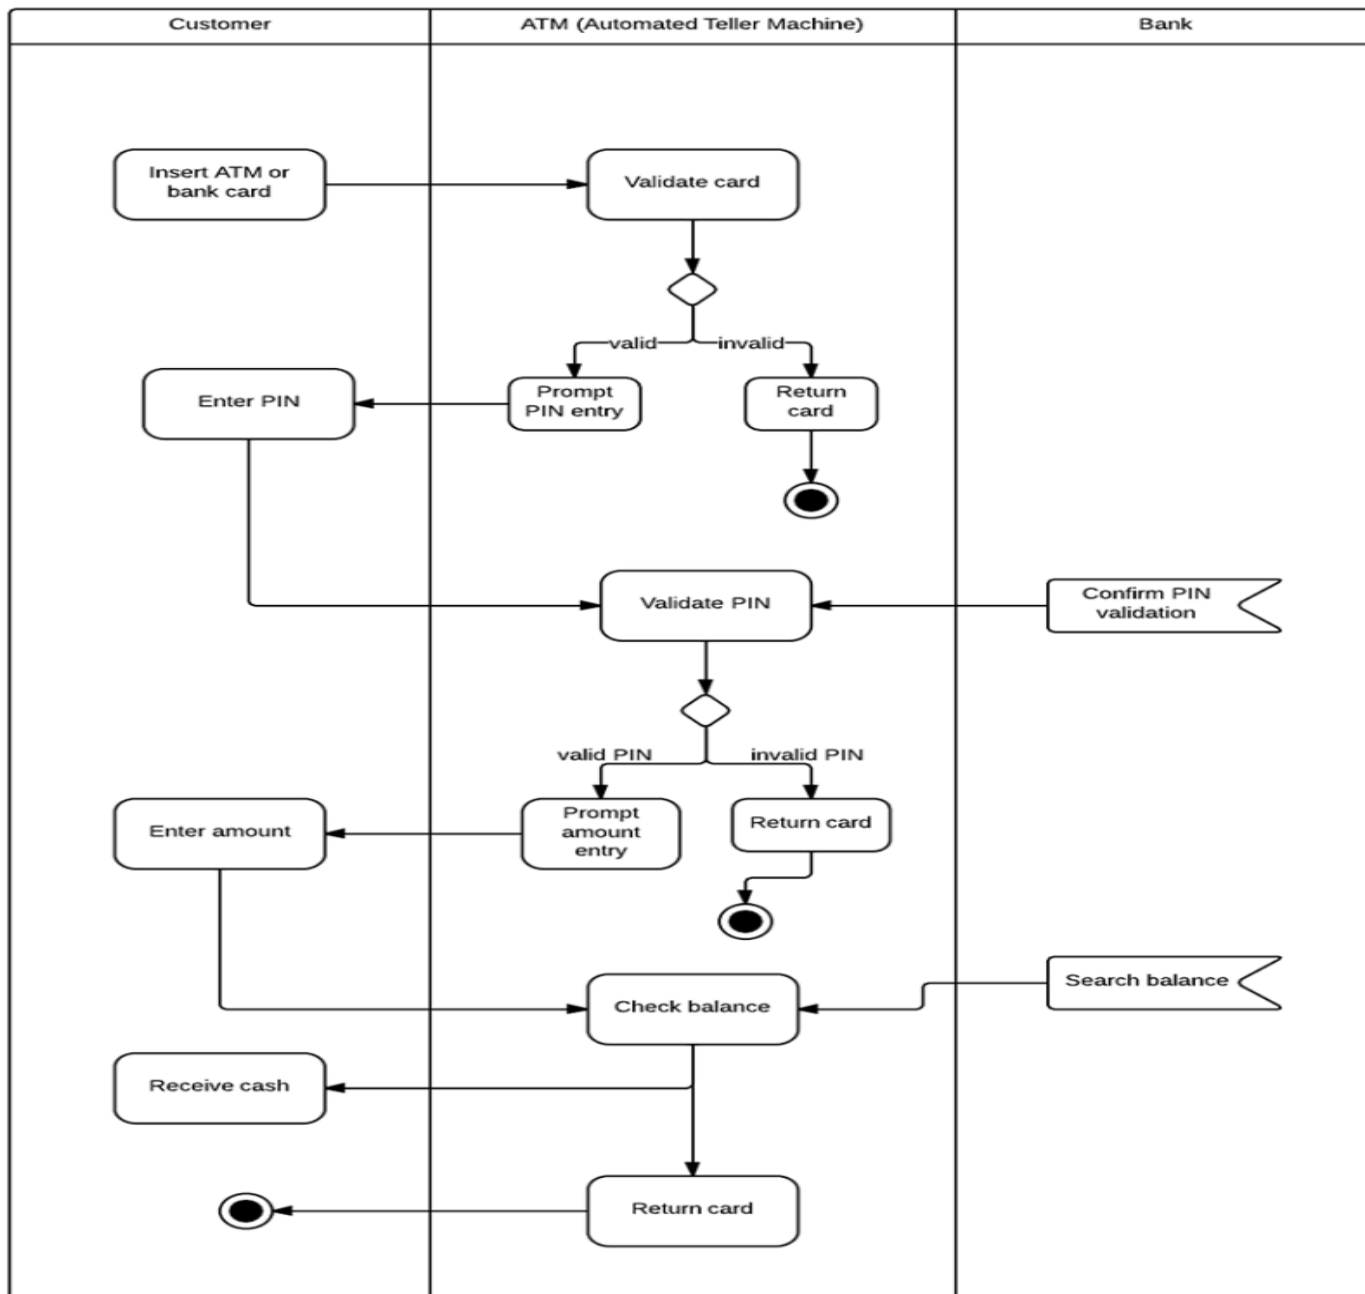 Customer
ATM (Automated Teller Machine)
Bank
Insert ATM or
bank card
Validate card
valid
invalid
Enter PIN
Prompt
PIN entry
Return
card
Validate PIN
Confirm PIN
validation
valid PIN
invalid PIN
Enter amount
Prompt
amount
entry
Return card
Check balance
Search balance
Receive cash
Return card